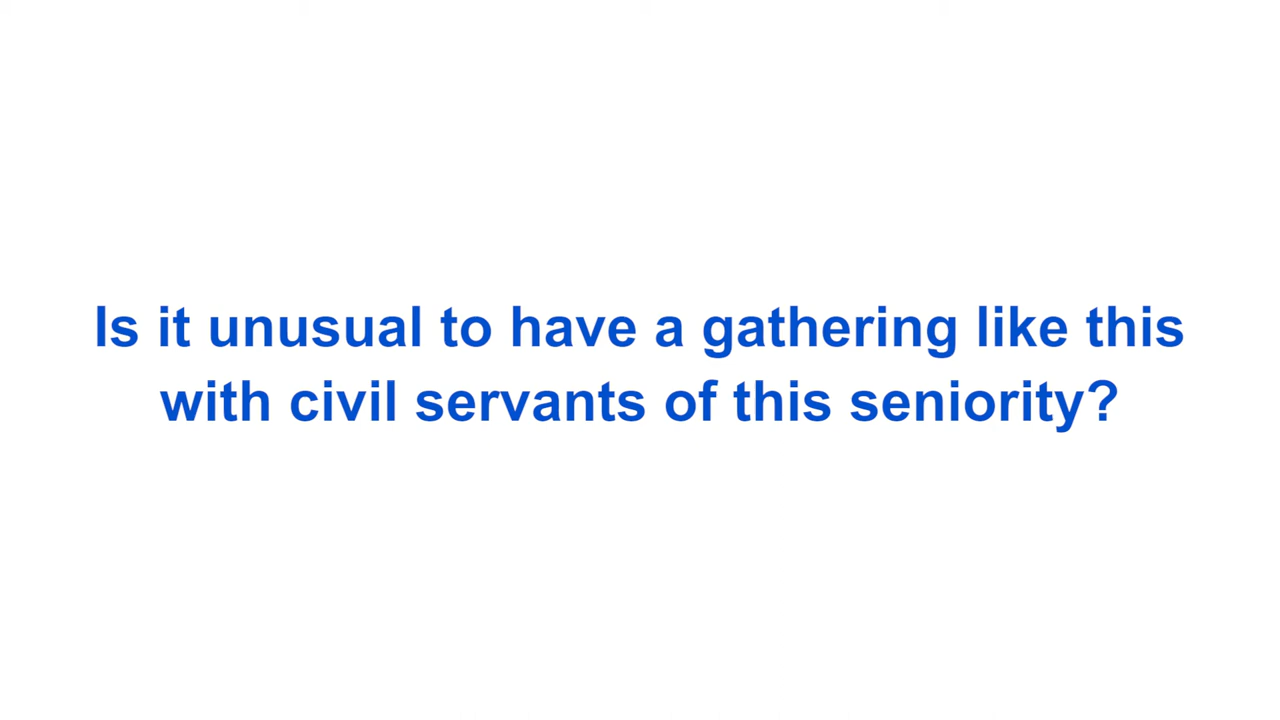 Is it unusual to have a gathering like this
with civil servants of this seniority?